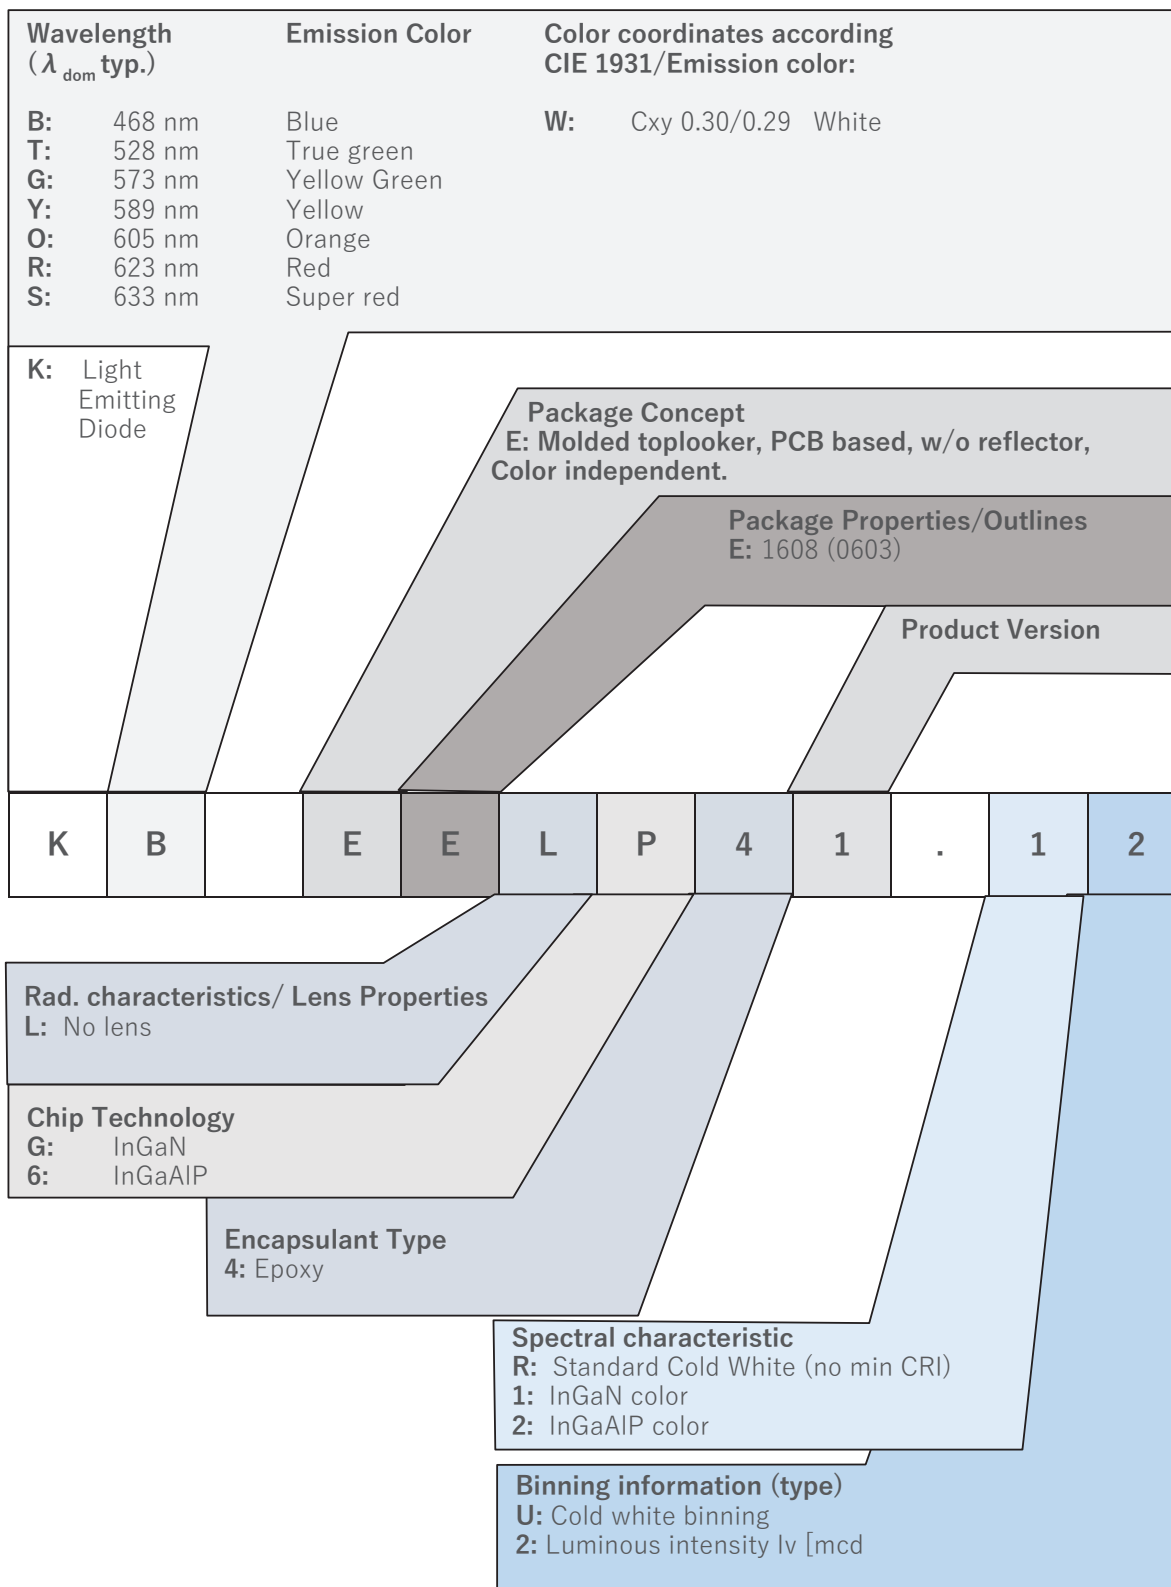 Wavelength Emission Color Color coordinates according
(λ dom typ.) CIE 1931/Emission color:
B: 468 nm Blue W: Cxy 0.30/0.29 White
T: 528 nm True green
G: 573 nm Yellow Green
Y: 589 nm Yellow
O: 605 nm Orange
R: 623 nm Red
S: 633 nm Super red
K: Light
Emitting
Diode
Package Concept
E: Molded toplooker, PCB based, w/o reflector,
Color independent.
Package Properties/Outlines
E: 1608 (0603)
Product Version
K B E E L P 4 1 . 1 2
Rad. characteristics/ Lens Properties
L: No lens
Chip Technology
G: InGaN
6: InGaAlP
Encapsulant Type
4: Epoxy
Spectral characteristic
R: Standard Cold White (no min CRI)
1: InGaN color
2: InGaAlP color
Binning information (type)
U: Cold white binning
2: Luminous intensity Iv [mcd